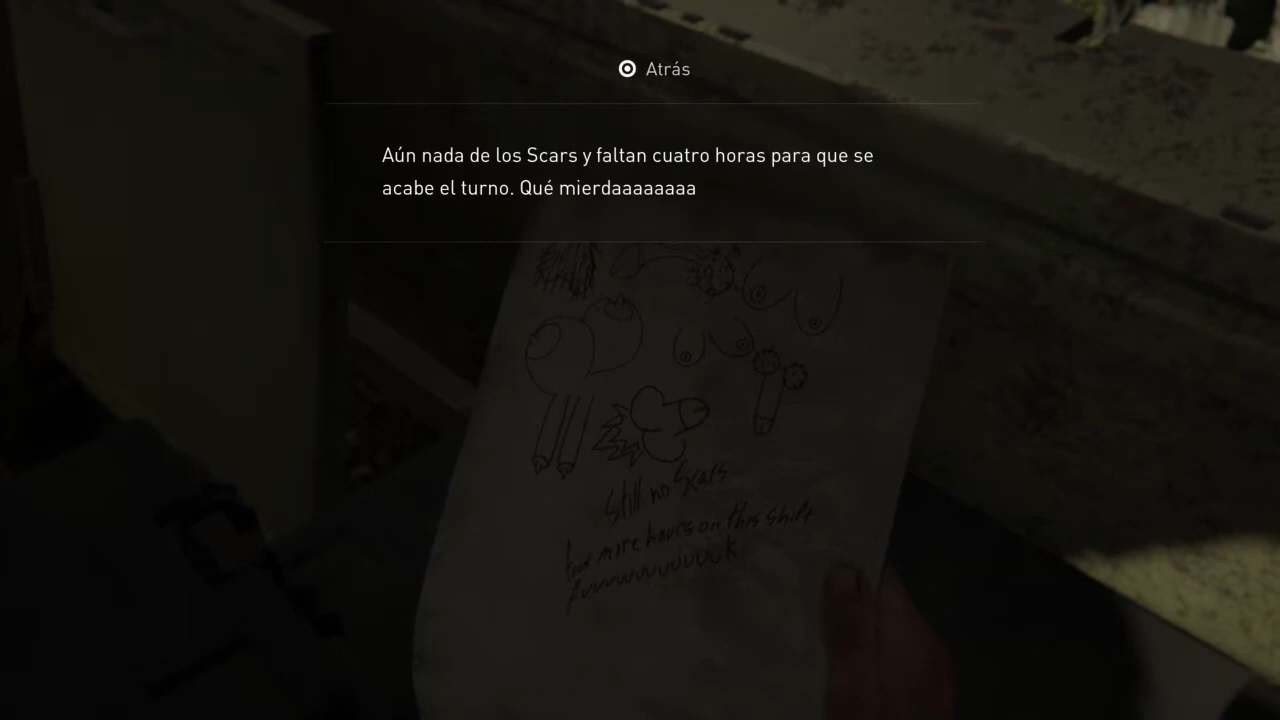 Atrás
Aún nada de los Scars y faltan cuatro horas para que se
acabe el turno. Qué mierdaaaaaaaa
Still no Scars
four more hours on this shift
fuuuuuuuuuuuck